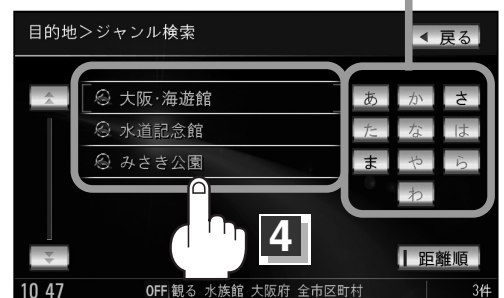 目的地>ジャンル検索
◀ 戻る
大阪・海遊館
水道記念館
みさき公園
あ か さ
た な は
ま や ら
わ
4
距離順
10 47 OFF 観る 水族館 大阪府 全市区町村 3件